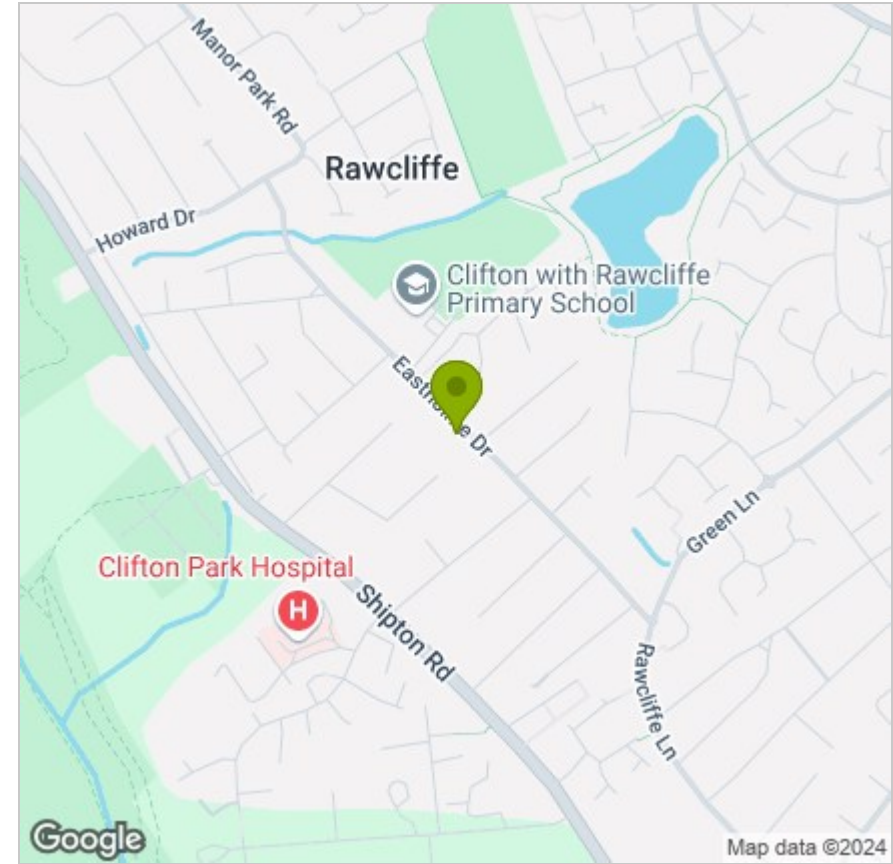 Manor Park Rd
Rawcliffe
Howard Dr
Clifton with Rawcliffe
Primary School
Dr
Green Ln
Clifton Park Hospital
H
Shipton Rd
Rawcliffe Ln
Google
Map data ©2024